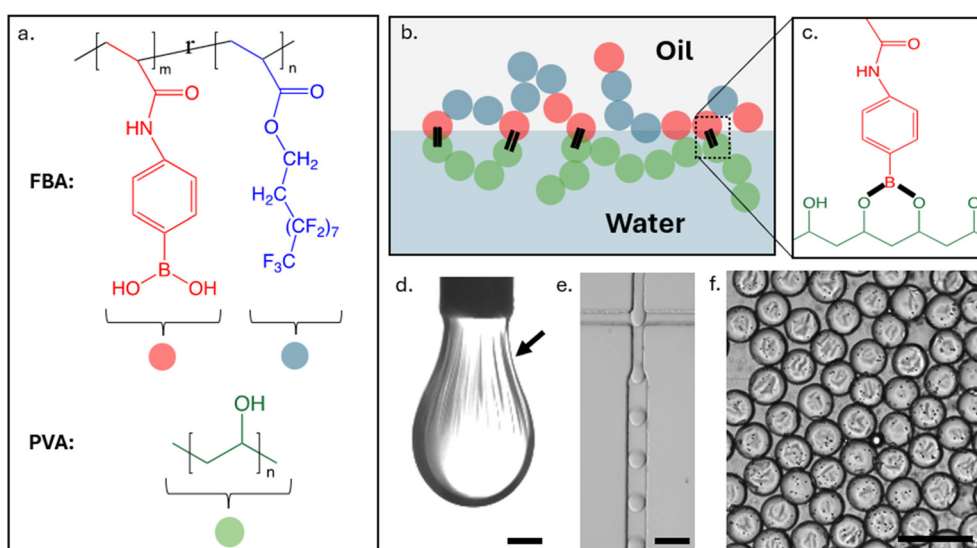 a.
r
m
n
O
O
HN
O
CH2
H2C
(CF2)7
F3C
FBA:
B
HO
OH
OH
PVA:
n
b.
Oil
Water
c.
O
HN
B
OH
O
O
O
d.
e.
f.